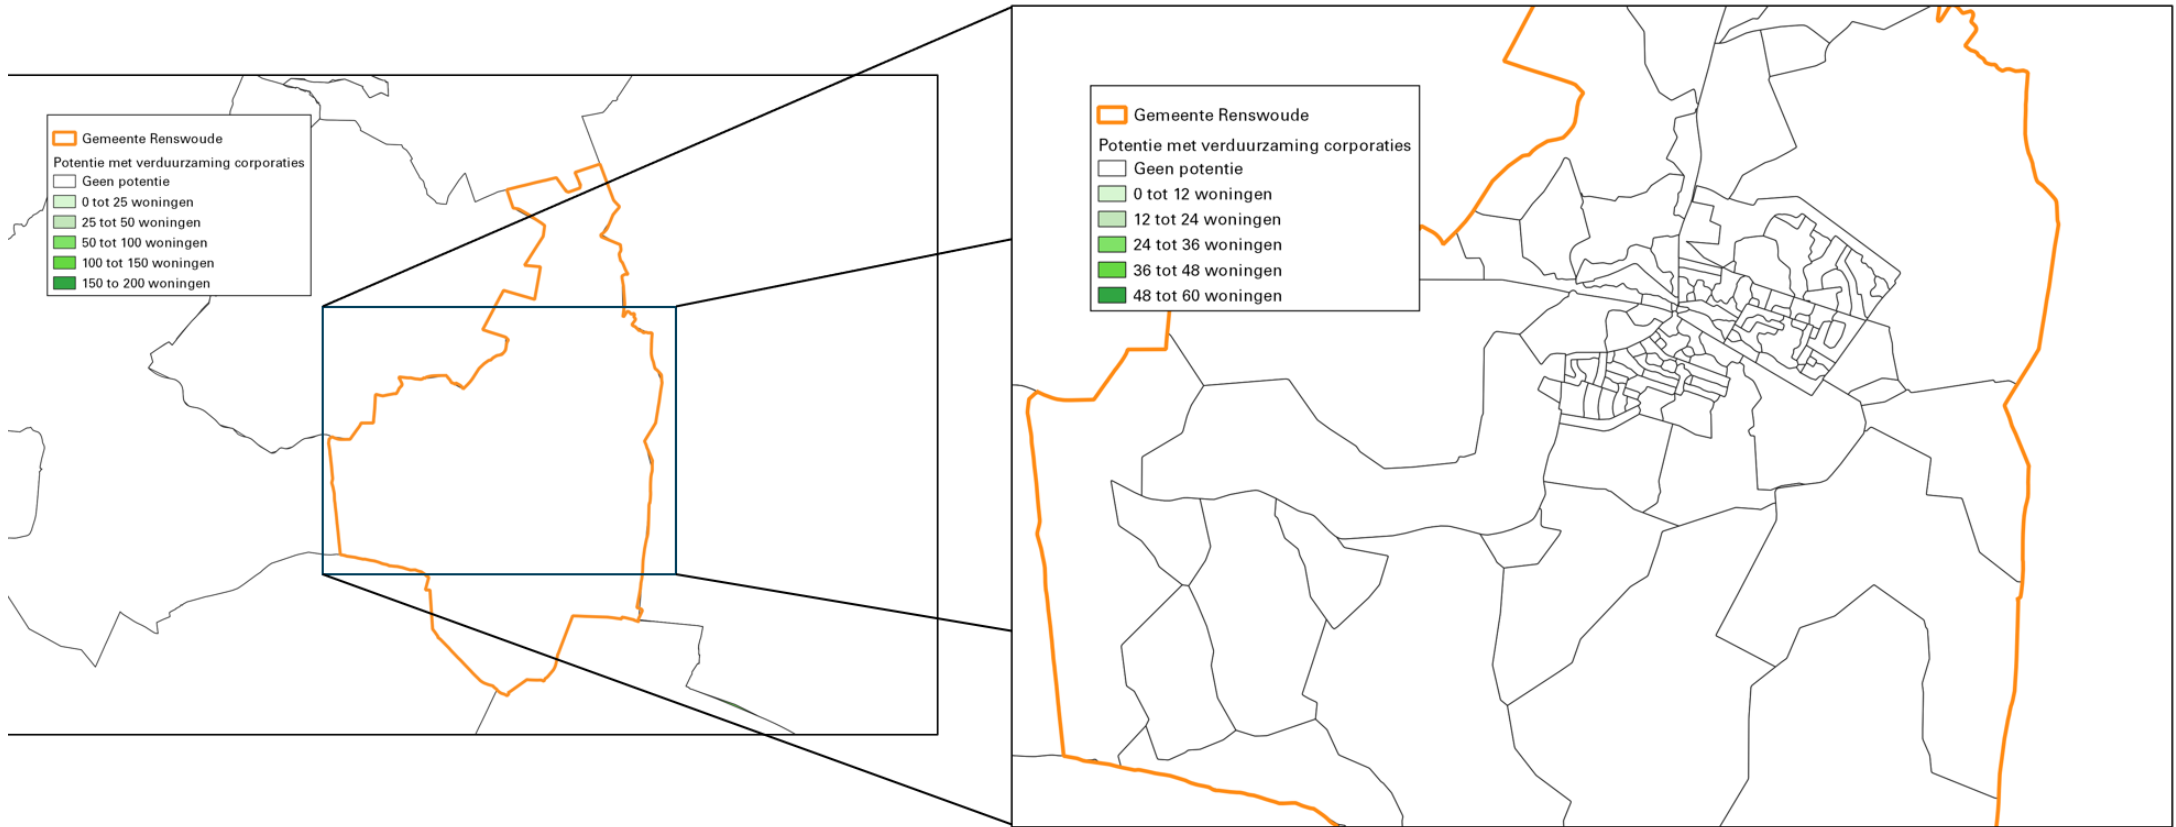 Gemeente Renswoude
Potentie met verduurzaming corporaties
Geen potentie
0 tot 25 woningen
25 tot 50 woningen
50 tot 100 woningen
100 tot 150 woningen
150 to 200 woningen
Gemeente Renswoude
Potentie met verduurzaming corporaties
Geen potentie
0 tot 12 woningen
12 tot 24 woningen
24 tot 36 woningen
36 tot 48 woningen
48 tot 60 woningen